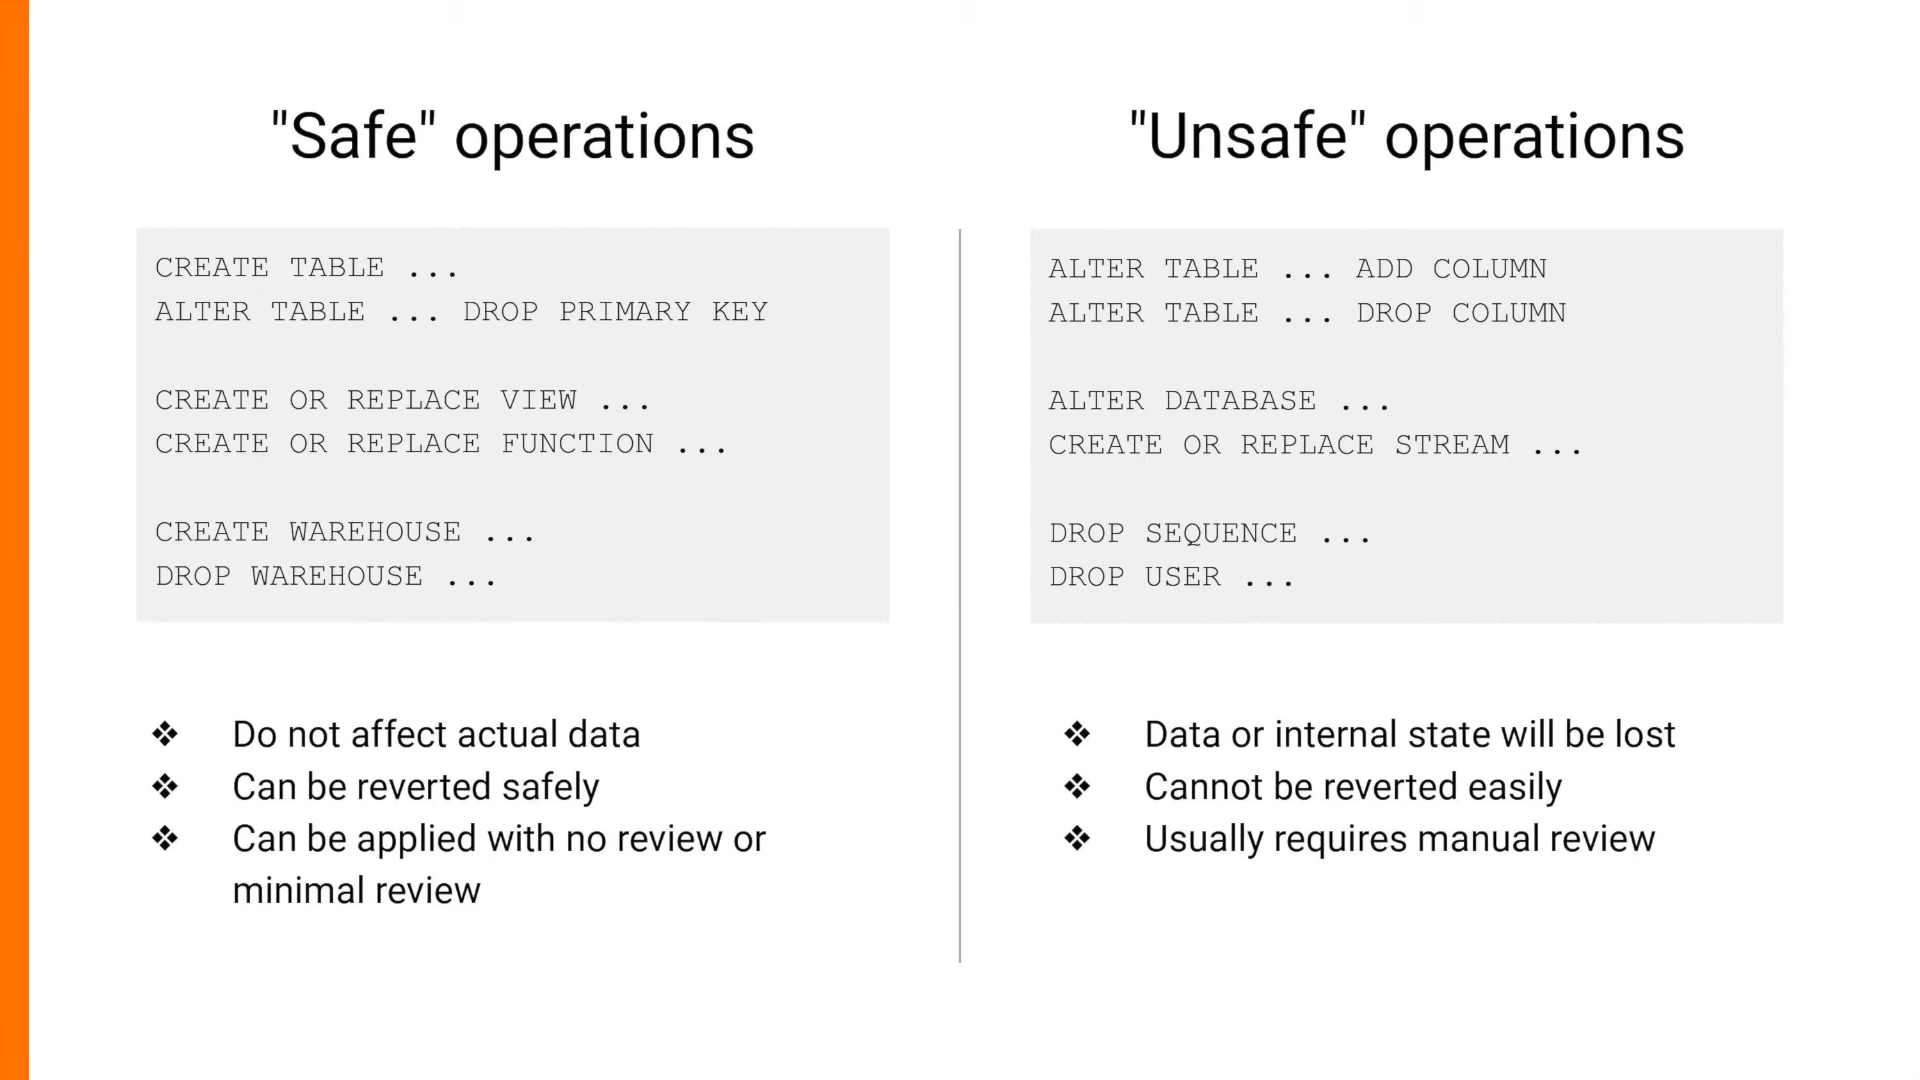 "Safe" operations
CREATE TABLE ...
ALTER TABLE ... DROP PRIMARY KEY
CREATE OR REPLACE VIEW ...
CREATE OR REPLACE FUNCTION ...
CREATE WAREHOUSE ...
DROP WAREHOUSE ...
❖ Do not affect actual data
❖ Can be reverted safely
❖ Can be applied with no review or
minimal review
"Unsafe" operations
ALTER TABLE ... ADD COLUMN
ALTER TABLE ... DROP COLUMN
ALTER DATABASE ...
CREATE OR REPLACE STREAM ...
DROP SEQUENCE ...
DROP USER ...
❖ Data or internal state will be lost
❖ Cannot be reverted easily
❖ Usually requires manual review